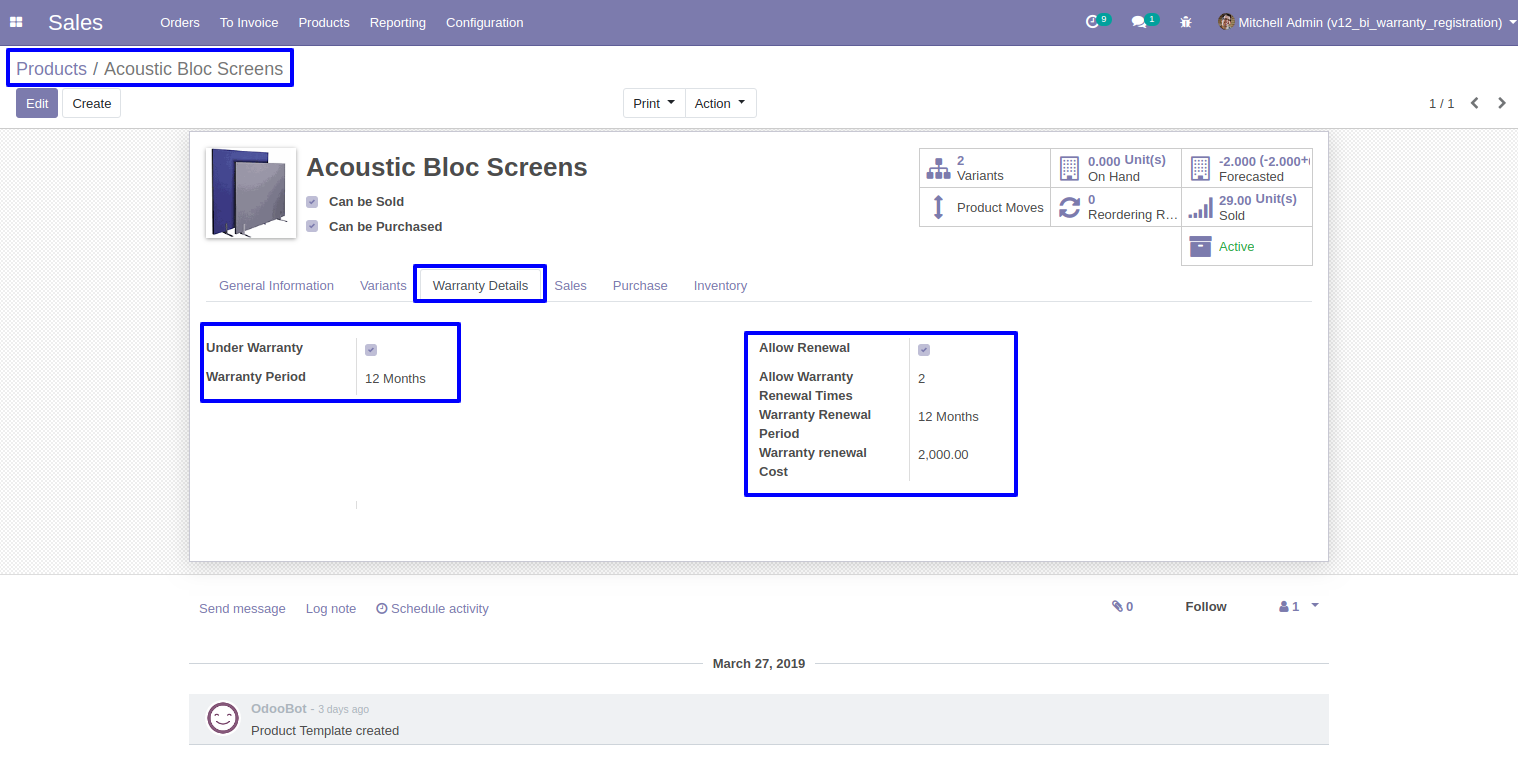 Sales Orders To Invoice Products Reporting Configuration 9 1 Mitchell Admin (v12_bi_warranty_registration)
Products / Acoustic Bloc Screens
Edit Create Print Action 1 / 1
Acoustic Bloc Screens
Can be Sold
Can be Purchased
2
Variants
0.000 Unit(s)
On Hand
-2.000 (-2.000+
Forecasted
Product Moves
0
Reordering R...
29.00 Unit(s)
Sold
Active
General Information Variants Warranty Details Sales Purchase Inventory
Under Warranty
Warranty Period 12 Months
Allow Renewal
Allow Warranty 2
Renewal Times
Warranty Renewal 12 Months
Period
Warranty renewal 2,000.00
Cost
Send message Log note Schedule activity 0 Follow 1
March 27, 2019
OdooBot - 3 days ago
Product Template created